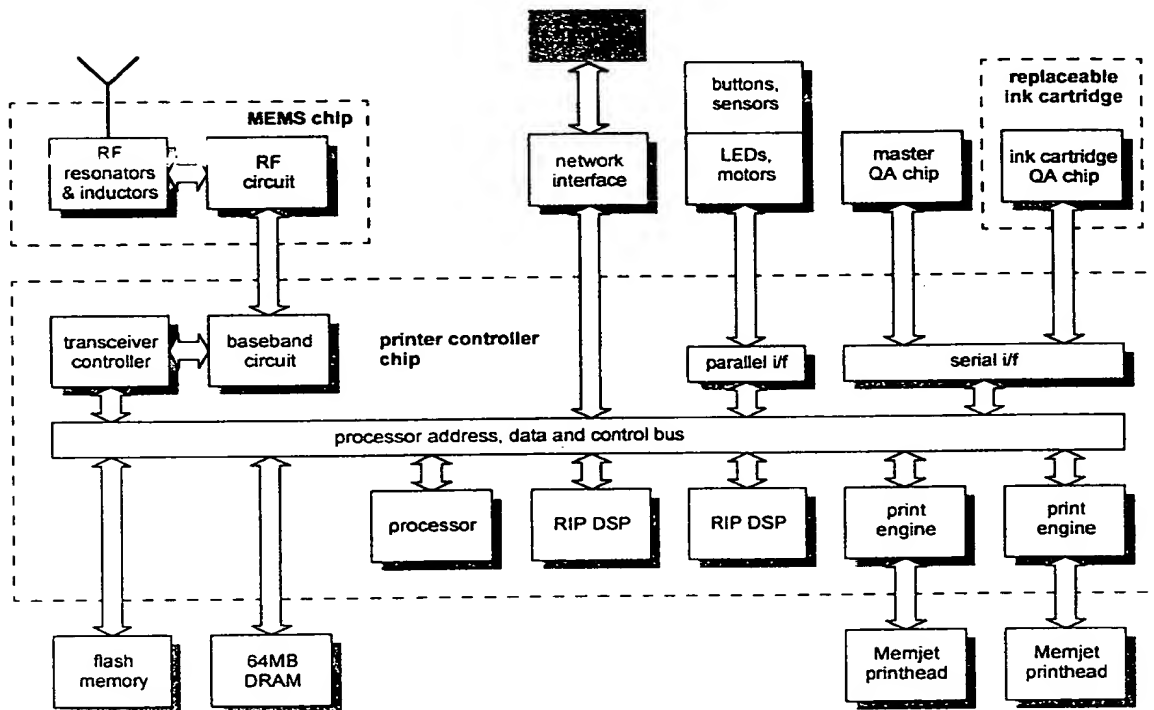 buttons,
sensors
replaceable
ink cartridge
MEMS chip
RF
resonators
& inductors
RF
circuit
network
interface
LEDs,
motors
master
QA chip
ink cartridge
QA chip
transceiver
controller
baseband
circuit
printer controller
chip
parallel i/f
serial i/f
processor address, data and control bus
processor
RIP DSP
RIP DSP
print
engine
print
engine
flash
memory
64MB
DRAM
Memjet
printhead
Memjet
printhead